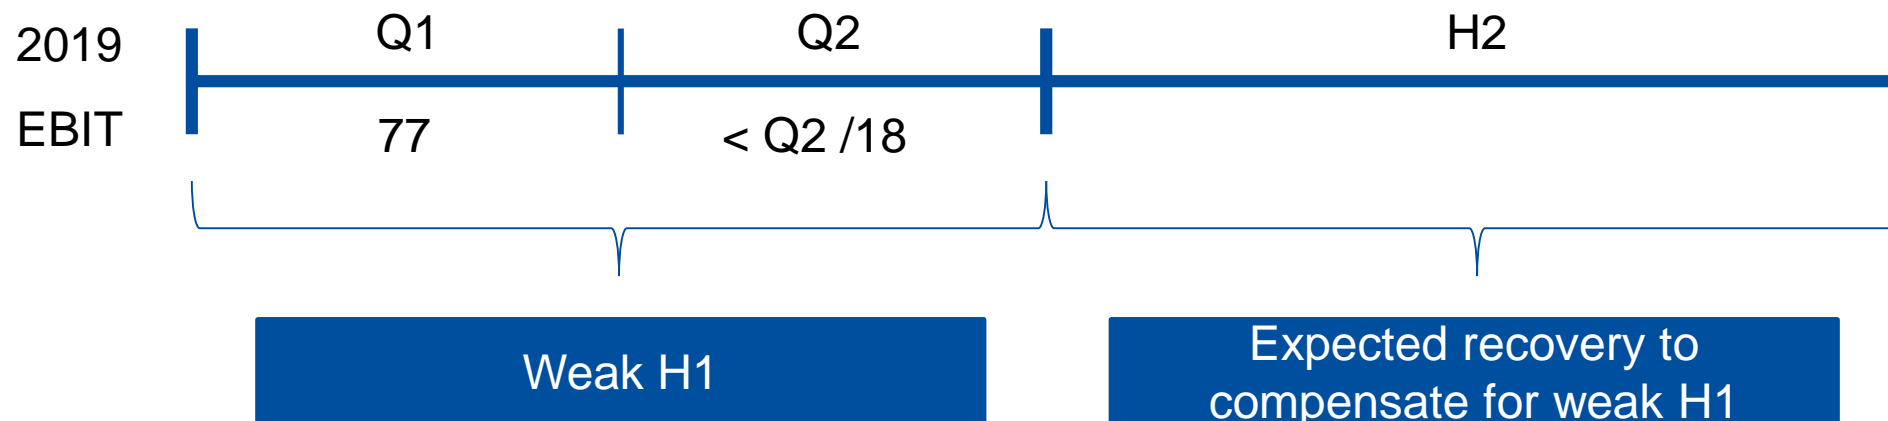 2019
Q1
Q2
H2
EBIT
77
< Q2 /18
Weak H1
Expected recovery to
compensate for weak H1